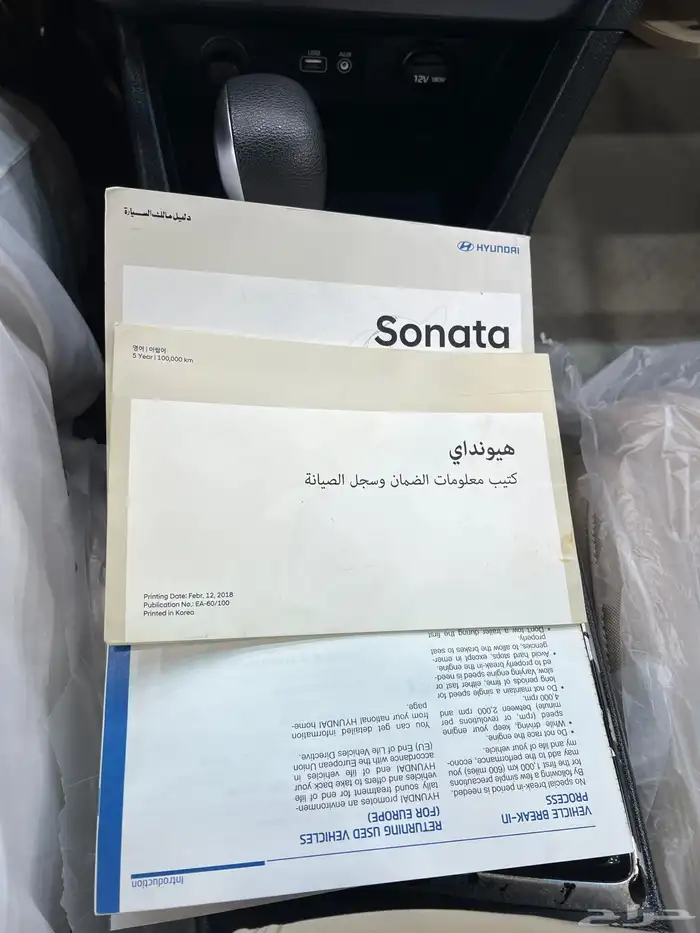 USB
AUX
12V 180W
دليل مالك السيارة
HYUNDAI
Sonata
영어 | 아랍어
5 Year | 100,000 km
هيونداي
كتيب معلومات الضمان وسجل الصيانة
Printing Date: Febr, 12, 2018
Publication No.: EA-60/100
Printed in Korea
Introduction
RETURNING USED VEHICLES
(FOR EUROPE)
HYUNDAI promotes an environmen-
tally sound treatment for end of life
vehicles and offers to take back your
HYUNDAI end of life vehicles in
accordance with the European Union
(EU) End of Life Vehicles Directive.
You can get detailed information
from your national HYUNDAI home-
page.
VEHICLE BREAK-IN
PROCESS
No special break-in period is needed.
By following a few simple precautions
for the first 1,000 km (600 miles) you
may add to the performance, econo-
my and life of your vehicle.
• Do not race the engine.
• While driving, keep your engine
speed (rpm, or revolutions per
minute) between 2,000 rpm and
4,000 rpm.
• Do not maintain a single speed for
long periods of time, either fast or
slow. Varying engine speed is need-
ed to properly break-in the engine.
• Avoid hard stops, except in emer-
gencies, to allow the brakes to seat
properly.
• Don't tow a trailer during the first
حراج